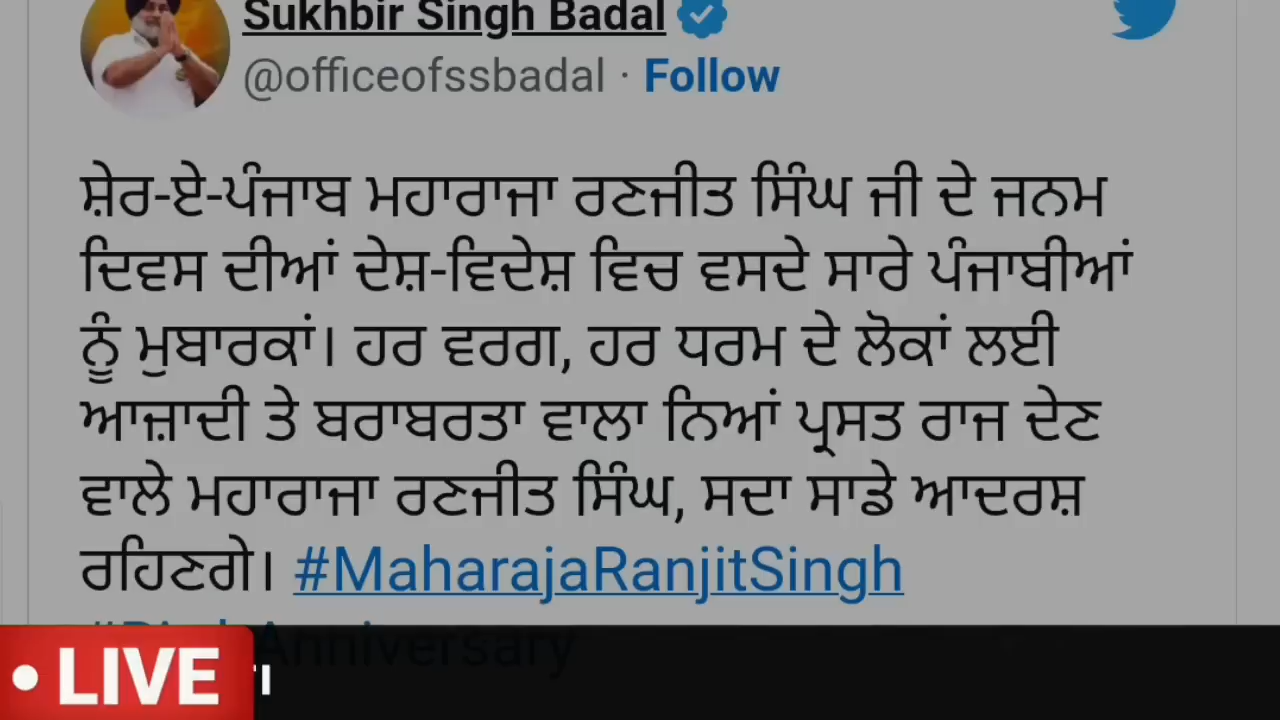 Sukhbir Singh Badal
@officeofssbadal · Follow
ਸ਼ੇਰ-ਏ-ਪੰਜਾਬ ਮਹਾਰਾਜਾ ਰਣਜੀਤ ਸਿੰਘ ਜੀ ਦੇ ਜਨਮ
ਦਿਵਸ ਦੀਆਂ ਦੇਸ਼-ਵਿਦੇਸ਼ ਵਿਚ ਵਸਦੇ ਸਾਰੇ ਪੰਜਾਬੀਆਂ
ਨੂੰ ਮੁਬਾਰਕਾਂ। ਹਰ ਵਰਗ, ਹਰ ਧਰਮ ਦੇ ਲੋਕਾਂ ਲਈ
ਆਜ਼ਾਦੀ ਤੇ ਬਰਾਬਰਤਾ ਵਾਲਾ ਨਿਆਂ ਪ੍ਰਸਤ ਰਾਜ ਦੇਣ
ਵਾਲੇ ਮਹਾਰਾਜਾ ਰਣਜੀਤ ਸਿੰਘ, ਸਦਾ ਸਾਡੇ ਆਦਰਸ਼
ਰਹਿਣਗੇ। #MaharajaRanjitSingh
#BirthAnniversary
• LIVE